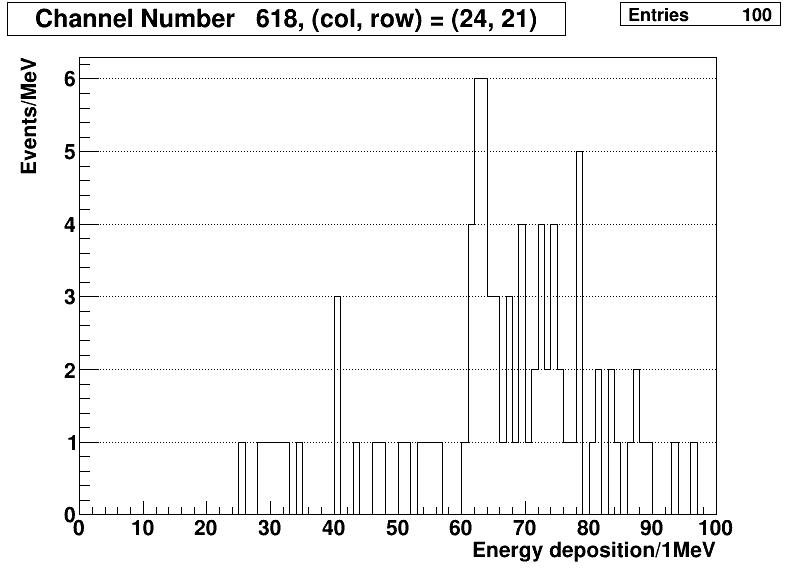 Channel Number 618, (col, row) = (24, 21)
Entries 100
Events/MeV
6
5
4
3
2
1
0
0 10 20 30 40 50 60 70 80 90 100
Energy deposition/1MeV